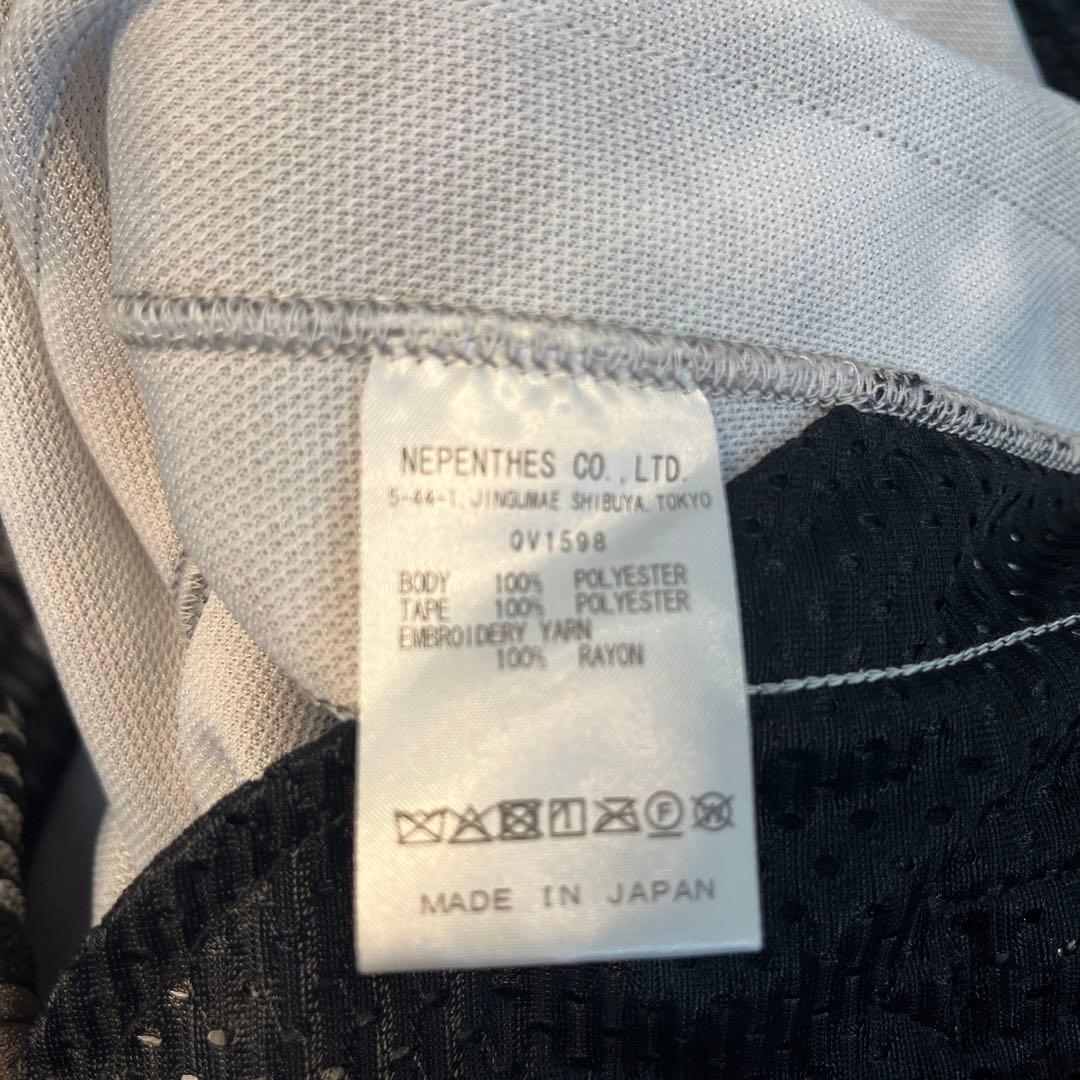 NEPENTHES CO.,LTD.
5-44-1, JINGUMAE SHIBUYA, TOKYO
QV1598
BODY 100% POLYESTER
TAPE 100% POLYESTER
EMBROIDERY YARN
100% RAYON
F W
MADE IN JAPAN